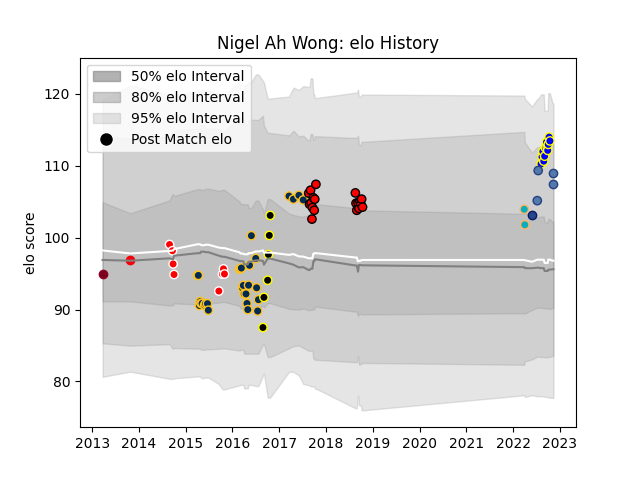 Nigel Ah Wong: elo History
50% elo Interval
80% elo Interval
95% elo Interval
Post Match elo
elo score
120
110
100
90
80
2013 2014 2015 2016 2017 2018 2019 2020 2021 2022 2023